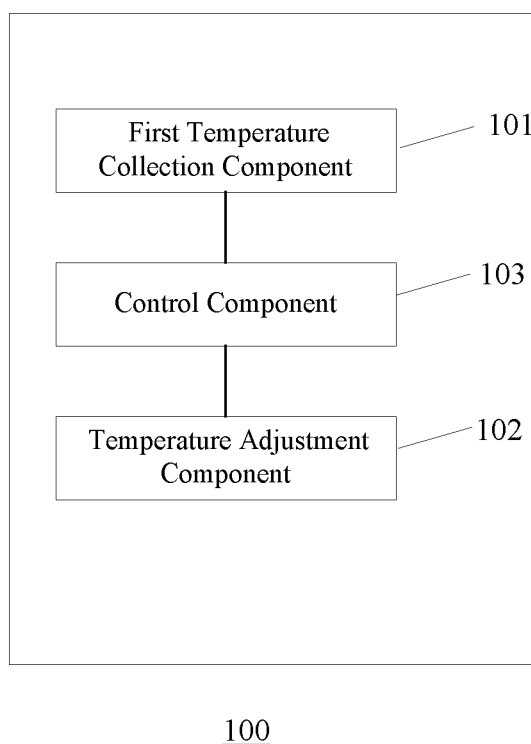 First Temperature
Collection Component
101
Control Component
103
Temperature Adjustment
Component
102
100